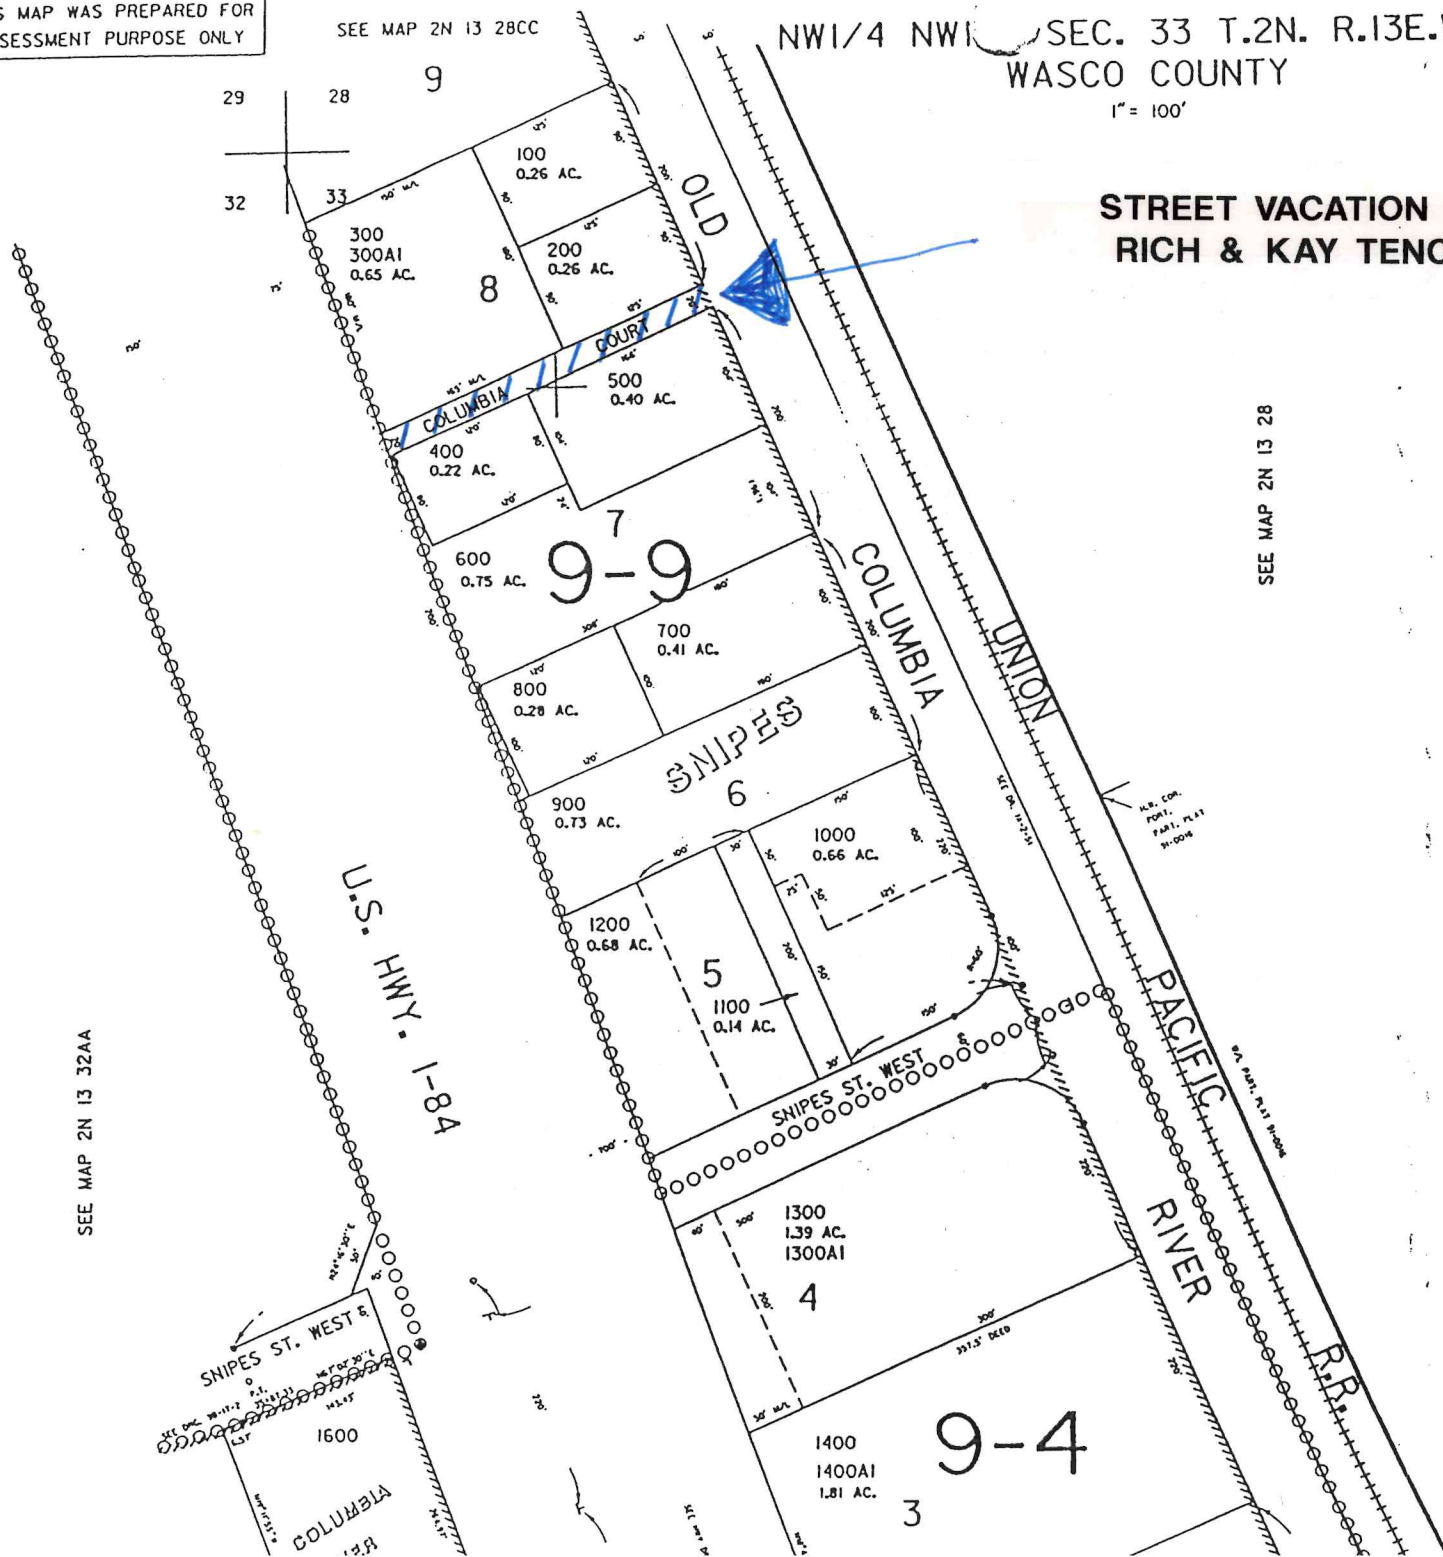 S MAP WAS PREPARED FOR
SESSMENT PURPOSE ONLY
SEE MAP 2N 13 28CC
NW1/4 NW1 SEC. 33 T.2N. R.13E.
WASCO COUNTY
1" = 100'
STREET VACATION
RICH & KAY TENO
29
28
32
33
9
100
0.26 AC.
300
300A1
0.65 AC.
8
200
0.26 AC.
OLD
COLUMBIA COURT
500
0.40 AC.
400
0.22 AC.
7
9-9
600
0.75 AC.
SEE MAP 2N 13 28
700
0.41 AC.
800
0.28 AC.
COLUMBIA
UNION
SNIPES
6
900
0.73 AC.
1000
0.66 AC.
U.S. HWY. I-84
1200
0.68 AC.
5
1100
0.14 AC.
SNIPES ST. WEST
PACIFIC
SEE MAP 2N 13 32AA
1300
1.39 AC.
1300A1
RIVER
4
300'
337.5' DEED
SNIPES ST. WEST
R.R.
1400
1400A1
1.81 AC.
9-4
3
1600
COLUMBIA